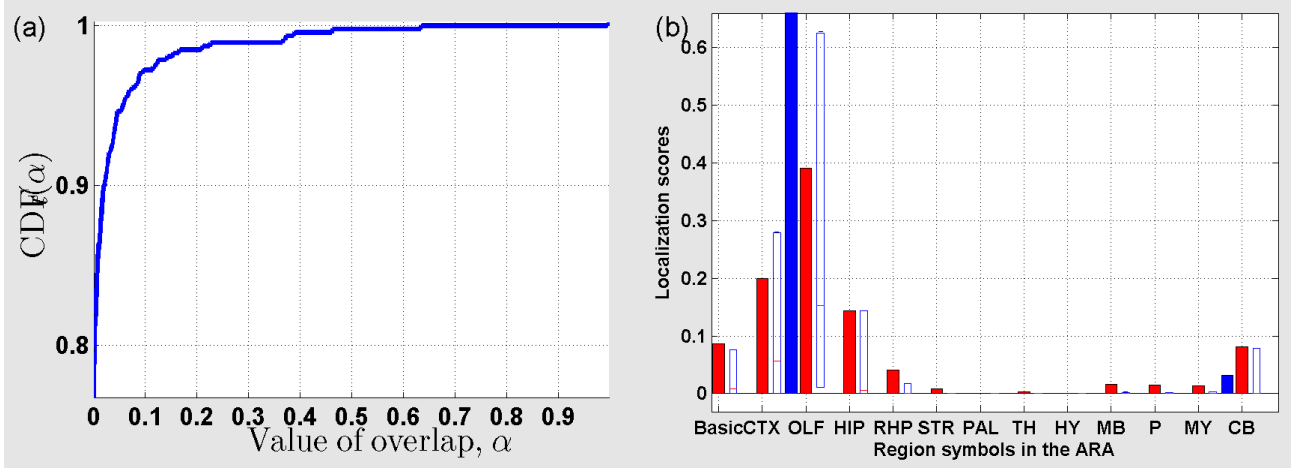 (a)
1
0.9
0.8
CDF(α)
0 0.1 0.2 0.3 0.4 0.5 0.6 0.7 0.8 0.9
Value of overlap, α
(b)
0.6
0.5
0.4
0.3
0.2
0.1
0
Localization scores
Basic CTX OLF HIP RHP STR PAL TH HY MB P MY CB
Region symbols in the ARA